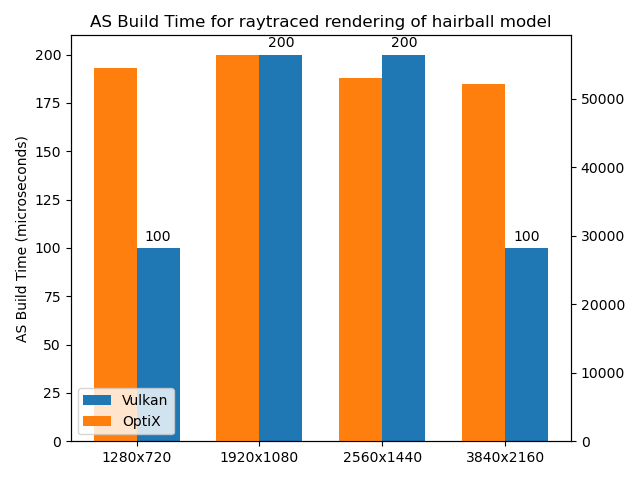 AS Build Time for raytraced rendering of hairball model
200
175
150
125
100
75
50
25
0
AS Build Time (microseconds)
100
200
200
100
50000
40000
30000
20000
10000
0
Vulkan
OptiX
1280x720
1920x1080
2560x1440
3840x2160